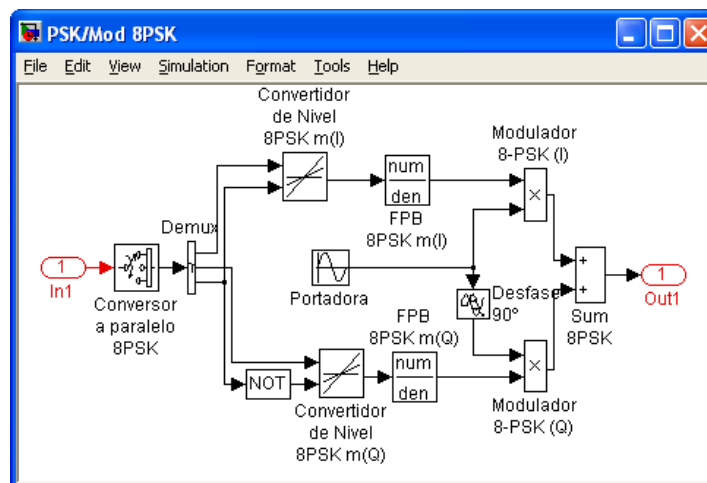 PSK/Mod 8PSK
File Edit View Simulation Format Tools Help
Convertidor
de Nivel
8PSK m(I)
Modulador
8-PSK (I)
num
den
FPB
8PSK m(I)
×
Demux
1
In1
Conversor
a paralelo
8PSK
Portadora
Desfase
90º
+
+
Sum
8PSK
1
Out1
FPB
8PSK m(Q)
num
den
NOT
Convertidor
de Nivel
8PSK m(Q)
×
Modulador
8-PSK (Q)